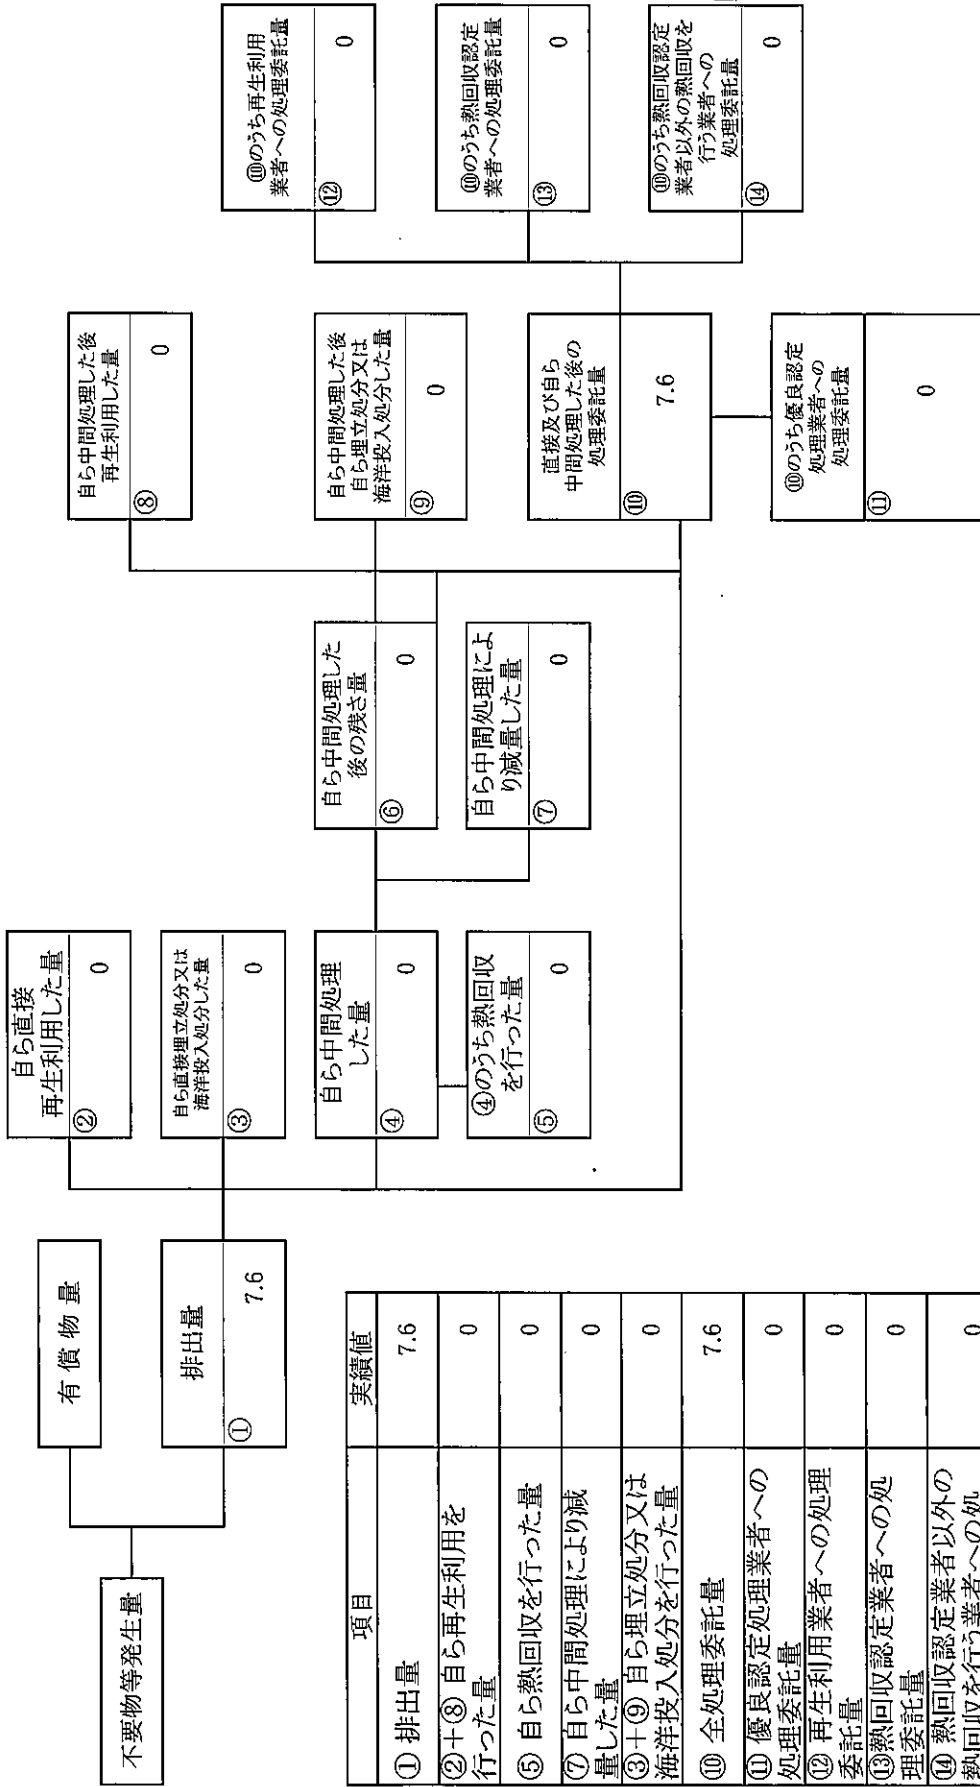 不要物等発生量
有償物量
排出量
①
7.6
自ら直接
再生利用した量
②
0
自ら直接埋立処分又は
海洋投入処分した量
③
0
自ら中間処理
した量
④
0
④のうち熱回収
を行った量
⑤
0
自ら中間処理した
後の残さ量
⑥
0
自ら中間処理によ
り減量した量
⑦
0
自ら中間処理した後
再生利用した量
⑧
0
自ら中間処理した後
自ら埋立処分又は
海洋投入処分した量
⑨
0
直接及び自ら
中間処理した後の
処理委託量
⑩
7.6
⑩のうち優良認定
処理業者への
処理委託量
⑪
0
⑩のうち再生利用
業者への処理委託量
⑫
0
⑩のうち熱回収認定
業者への処理委託量
⑬
0
⑩のうち熱回収認定
業者以外の熱回収を
行う業者への
処理委託量
⑭
0
項目 実績値
① 排出量 7.6
②+⑧ 自ら再生利用を
行った量 0
⑤ 自ら熱回収を行った量 0
⑦ 自ら中間処理により減
量した量 0
③+⑨ 自ら埋立処分又は
海洋投入処分を行った量 0
⑩ 全処理委託量 7.6
⑪ 優良認定処理業者への
処理委託量 0
⑫ 再生利用業者への処理
委託量 0
⑬熱回収認定業者への処
理委託量 0
⑭ 熱回収認定業者以外の
熱回収を行う業者への処 0